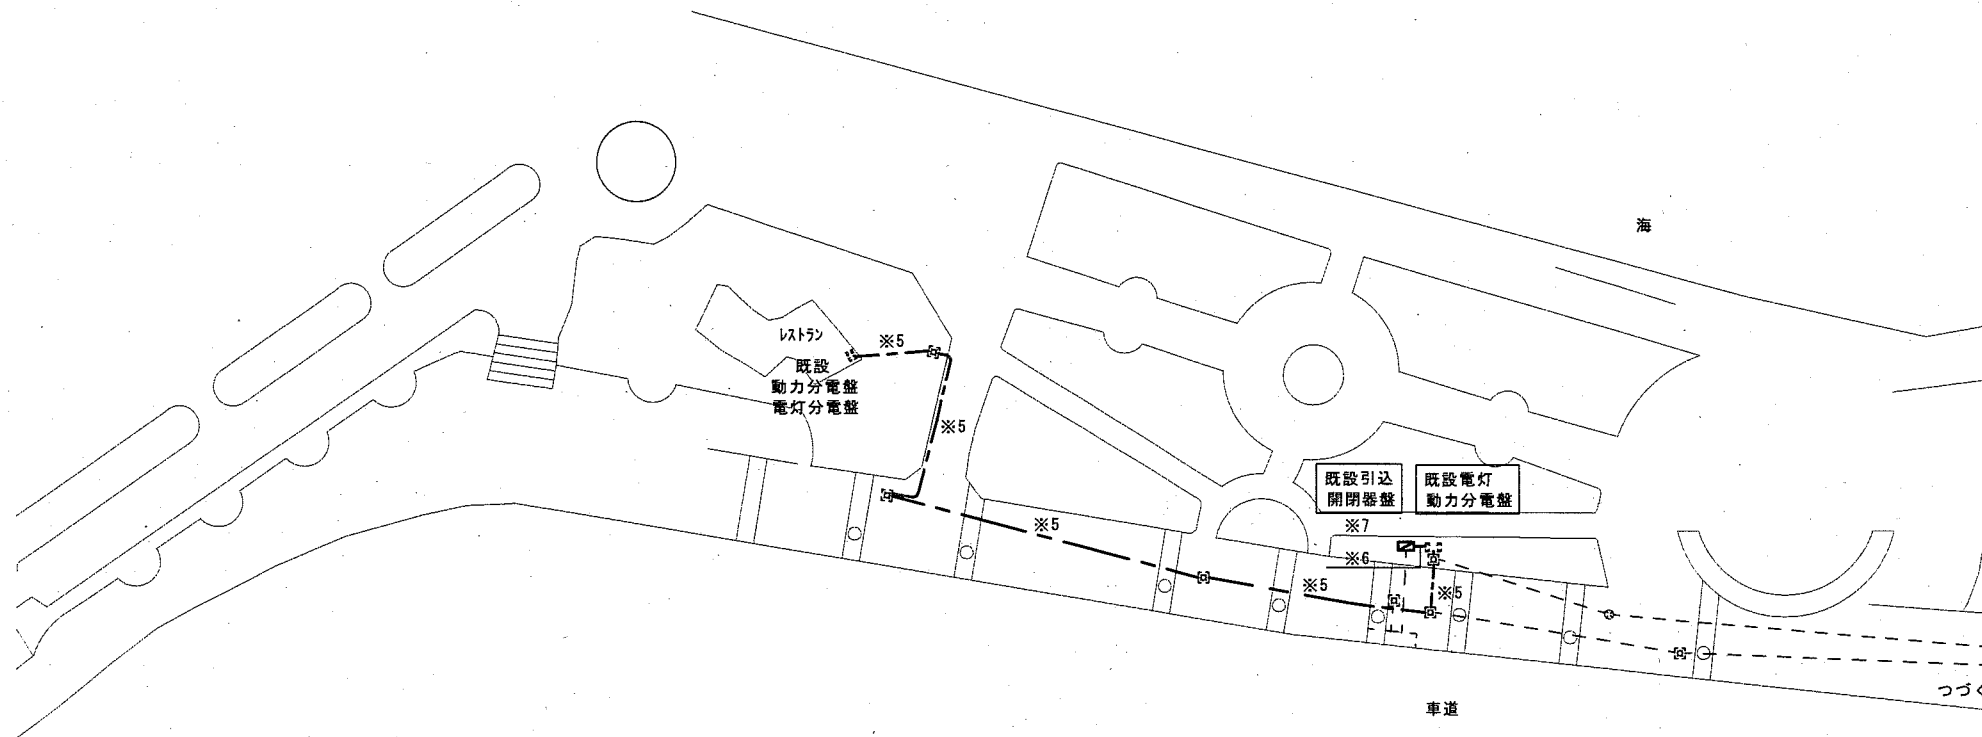 海
レストラン
※5
既設
動力分電盤
電灯分電盤
※5
既設引込
開閉器盤
既設電灯
動力分電盤
※5
※7
※6
※5
※5
つづく
車道